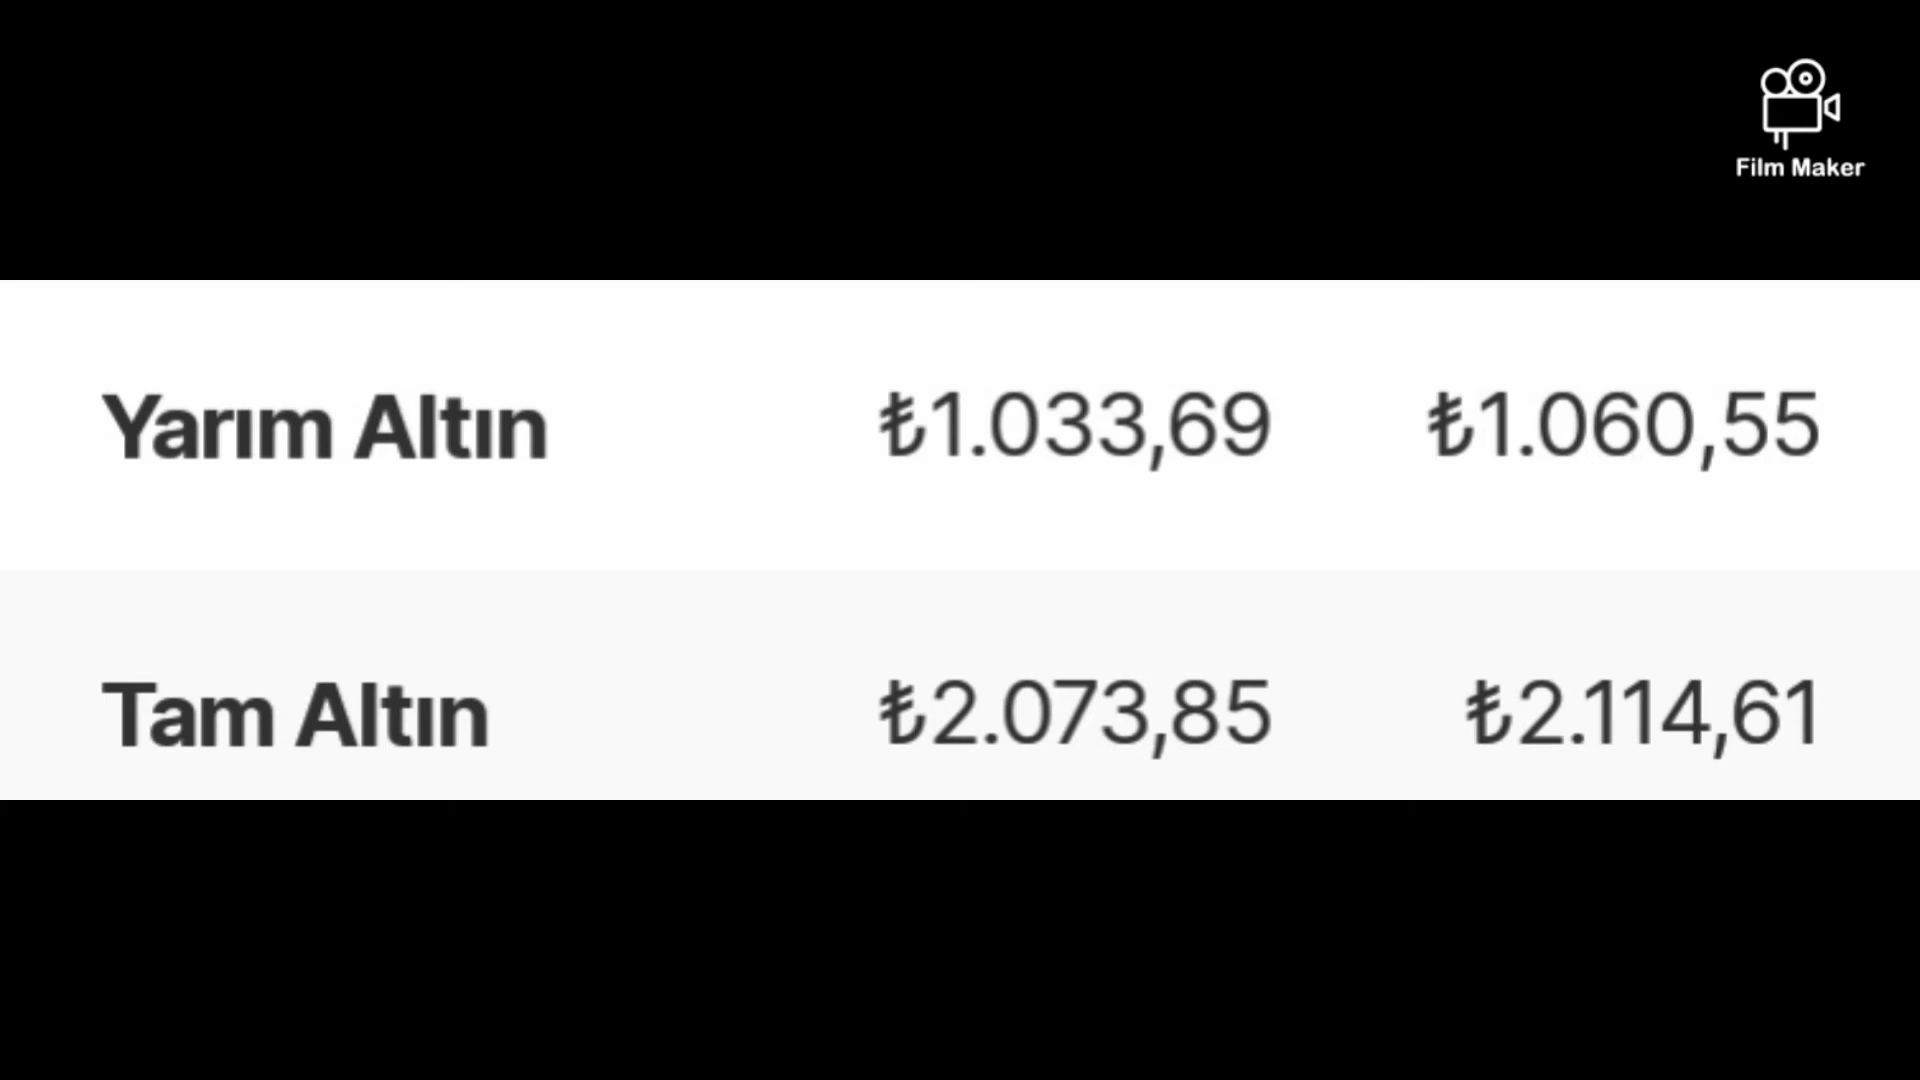 Film Maker
Yarım Altın ₺1.033,69 ₺1.060,55
Tam Altın ₺2.073,85 ₺2.114,61